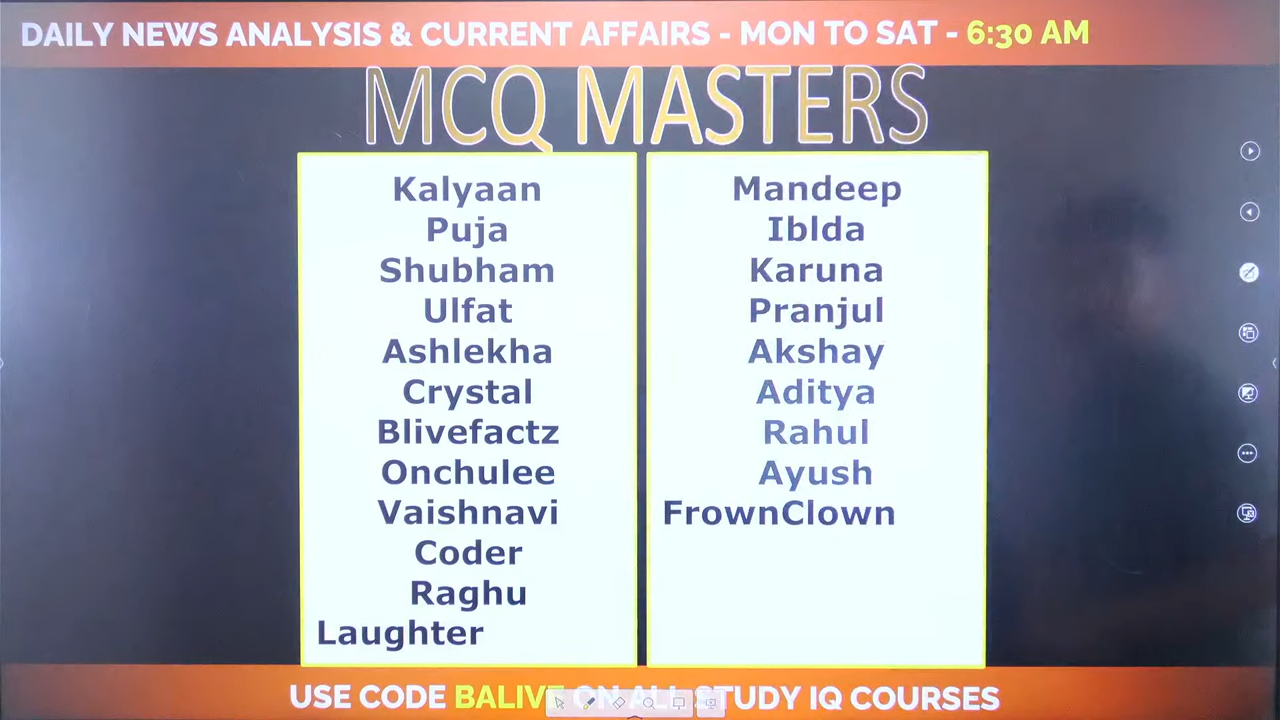 DAILY NEWS ANALYSIS & CURRENT AFFAIRS - MON TO SAT - 6:30 AM
MCQ MASTERS
Kalyaan
Puja
Shubham
Ulfat
Ashlekha
Crystal
Blivefactz
Onchulee
Vaishnavi
Coder
Raghu
Laughter
Mandeep
Iblda
Karuna
Pranjul
Akshay
Aditya
Rahul
Ayush
FrownClown
USE CODE BALIVE ON ALL STUDY IQ COURSES